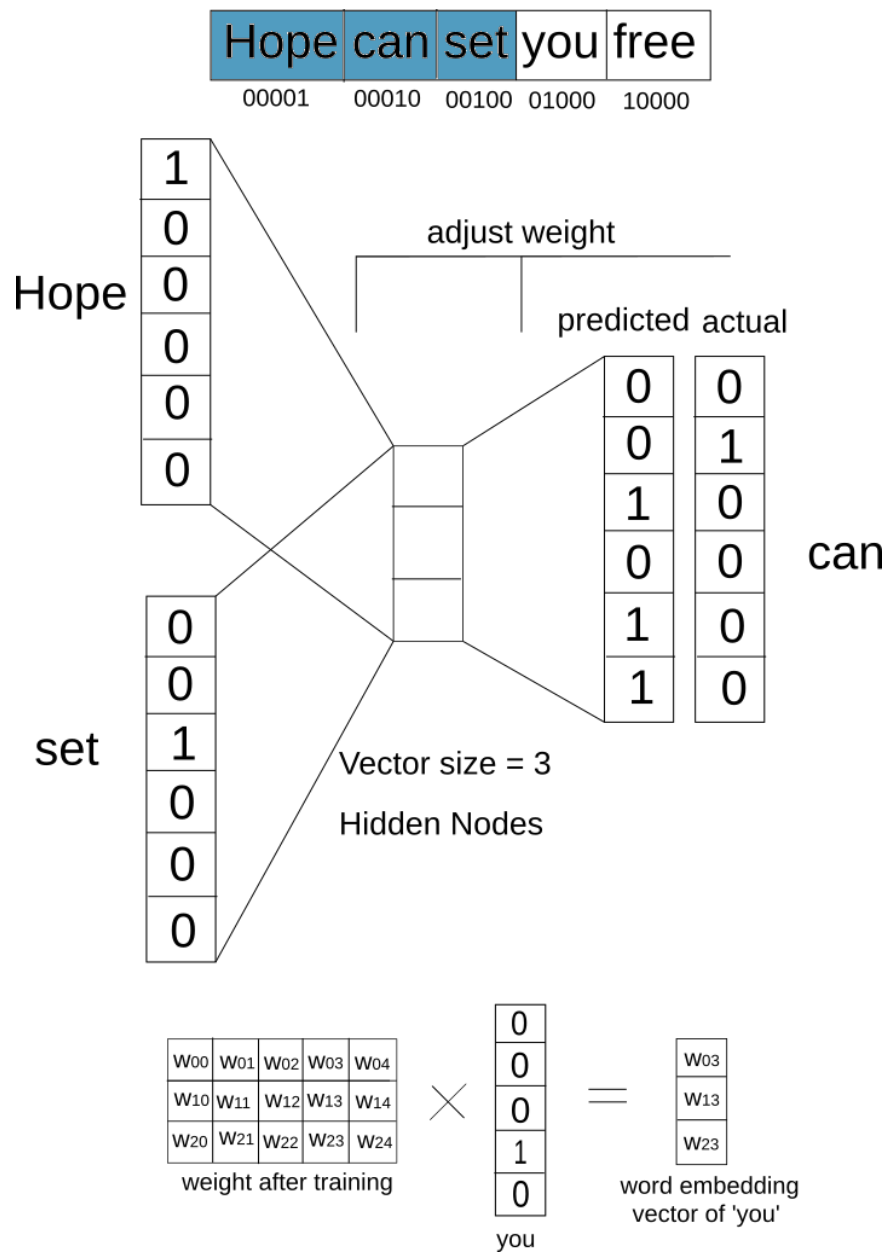 Hope can set you free
00001 00010 00100 01000 10000
adjust weight
predicted actual
Hope
1
0
0
0
0
0
set
0
0
1
0
0
0
0 0
0 1
1 0
0 0
1 0
1 0
can
Vector size = 3
Hidden Nodes
W00 W01 W02 W03 W04
W10 W11 W12 W13 W14
W20 W21 W22 W23 W24
weight after training
×
0
0
0
1
0
you
=
W03
W13
W23
word embedding
vector of 'you'